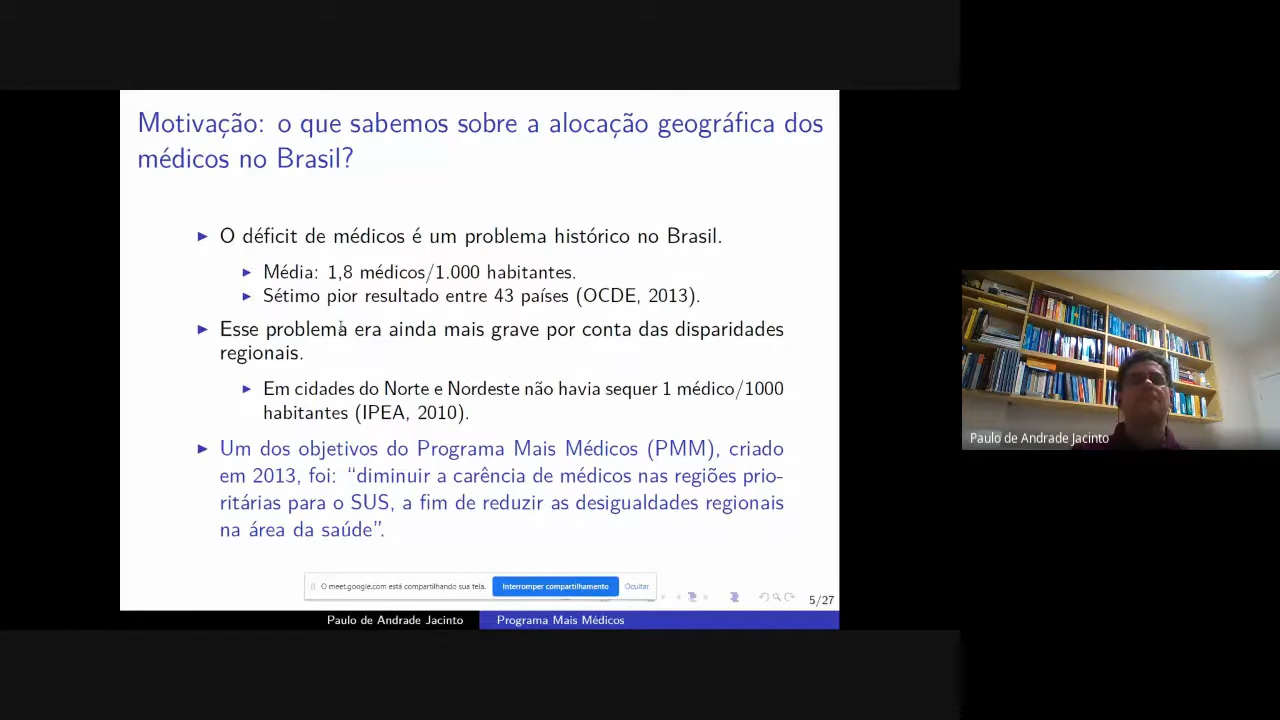 Motivação: o que sabemos sobre a alocação geográfica dos
médicos no Brasil?
O déficit de médicos é um problema histórico no Brasil.
Média: 1,8 médicos/1.000 habitantes.
Sétimo pior resultado entre 43 países (OCDE, 2013).
Esse problema era ainda mais grave por conta das disparidades
regionais.
Em cidades do Norte e Nordeste não havia sequer 1 médico/1000
habitantes (IPEA, 2010).
Um dos objetivos do Programa Mais Médicos (PMM), criado
em 2013, foi: “diminuir a carência de médicos nas regiões prio-
ritárias para o SUS, a fim de reduzir as desigualdades regionais
na área da saúde”.
O meet.google.com está compartilhando sua tela. Interromper compartilhamento Ocultar
5/27
Paulo de Andrade Jacinto Programa Mais Médicos
Paulo de Andrade Jacinto